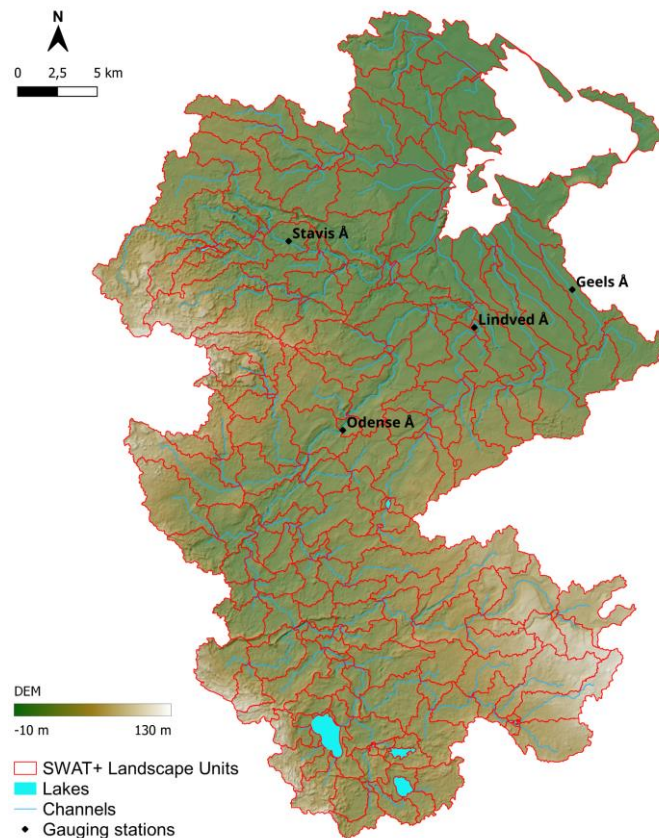 N
0 2,5 5 km
Stavis Å
Geels Å
Lindved Å
Odense Å
DEM
-10 m 130 m
SWAT+ Landscape Units
Lakes
Channels
Gauging stations